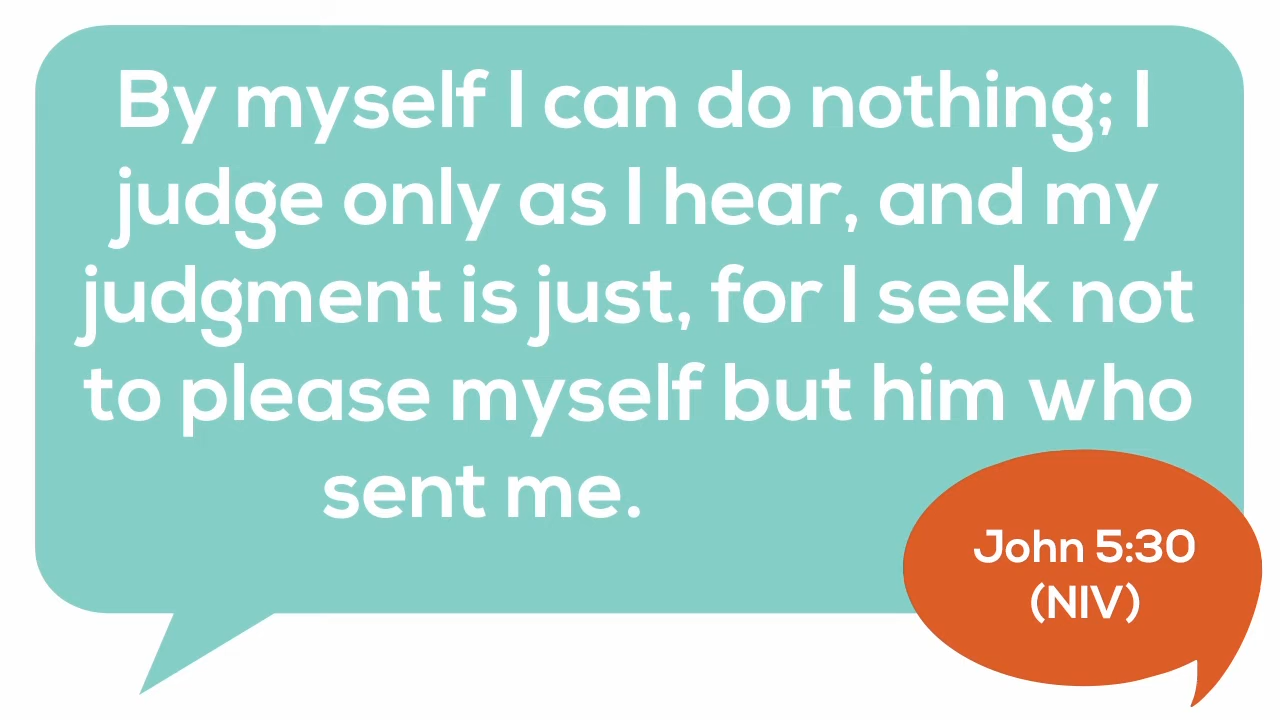 By myself I can do nothing; I
judge only as I hear, and my
judgment is just, for I seek not
to please myself but him who
sent me.
John 5:30
(NIV)